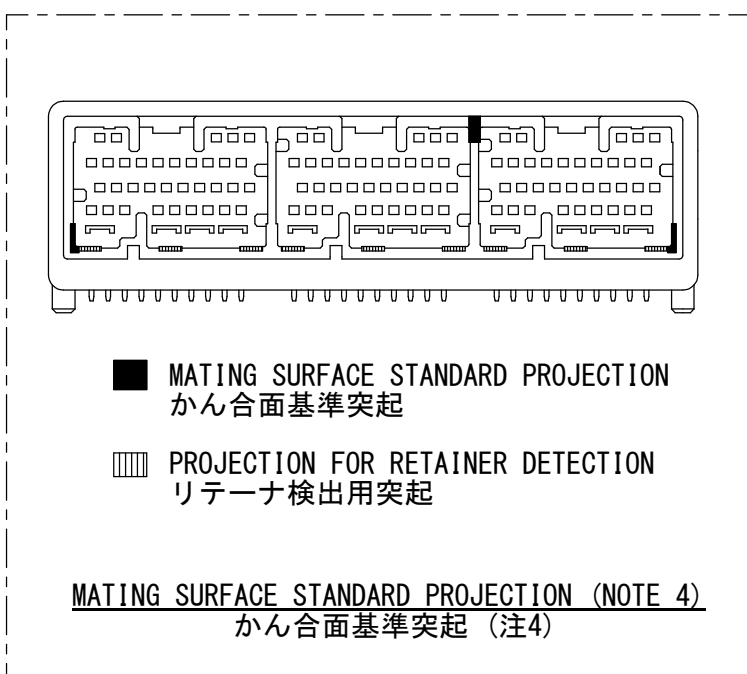 MATING SURFACE STANDARD PROJECTION
かん合面基準突起
PROJECTION FOR RETAINER DETECTION
リテーナ検出用突起
MATING SURFACE STANDARD PROJECTION (NOTE 4)
かん合面基準突起 (注4)